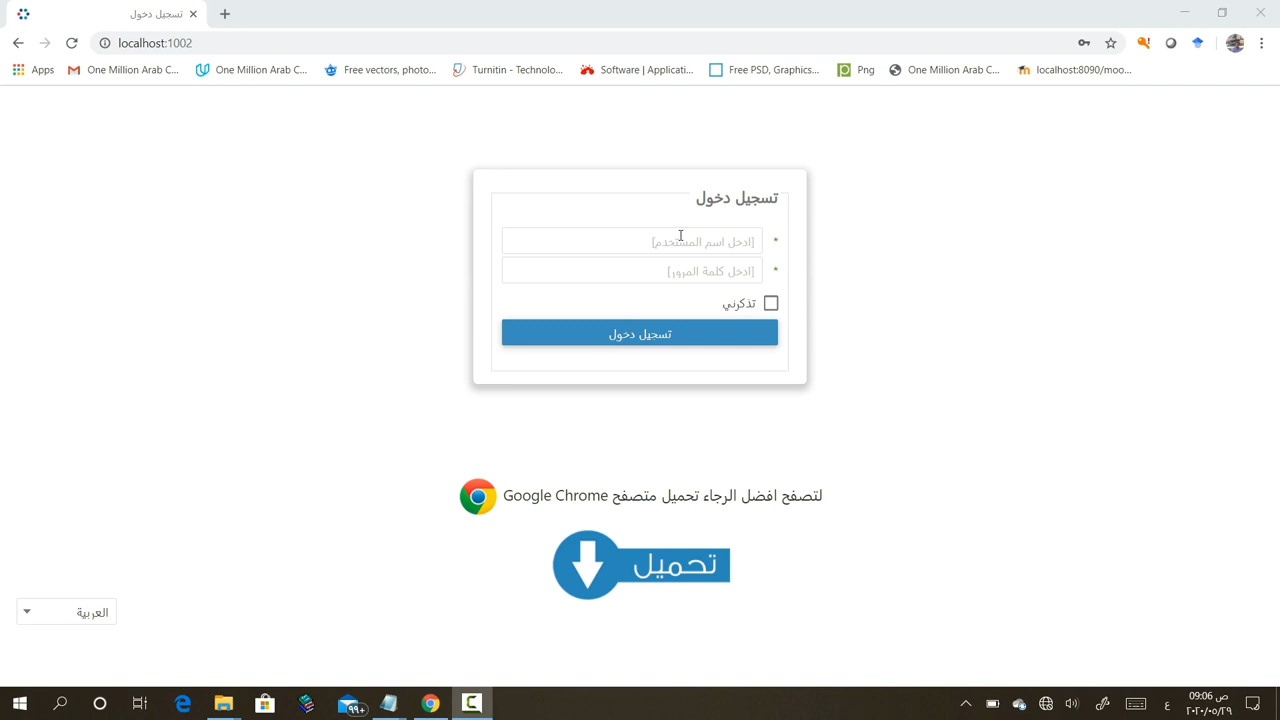 تسجيل دخول
localhost:1002
Apps
One Million Arab C...
One Million Arab C...
Free vectors, photo...
Turnitin - Technolo...
Software | Applicati...
Free PSD, Graphics...
Png
One Million Arab C...
localhost:8090/moo...
تسجيل دخول
[ادخل اسم المستخدم] *
[ادخل كلمة المرور] *
تذكرني
تسجيل دخول
لتصفح افضل الرجاء تحميل متصفح Google Chrome
تحميل
العربية
99+
ع
09:06 ص
٢٠٢٠/٠٥/٢٩